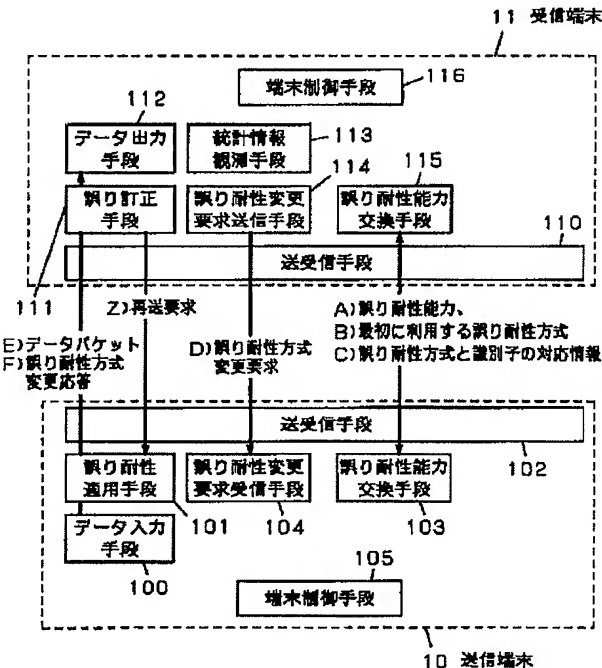 11 受信端末
端末制御手段
116
112
データ出力
手段
統計情報
観測手段
113
114
115
誤り訂正
手段
誤り耐性変更
要求送信手段
誤り耐性能力
交換手段
110
送受信手段
111
Z)再送要求
E)データパケット
F)誤り耐性方式
変更応答
D)誤り耐性方式
変更要求
A)誤り耐性能力、
B)最初に利用する誤り耐性方式
C)誤り耐性方式と識別子の対応情報
送受信手段
102
誤り耐性
適用手段
誤り耐性変更
要求受信手段
誤り耐性能力
交換手段
101
104
103
データ入力
手段
100
105
端末制御手段
10 送信端末